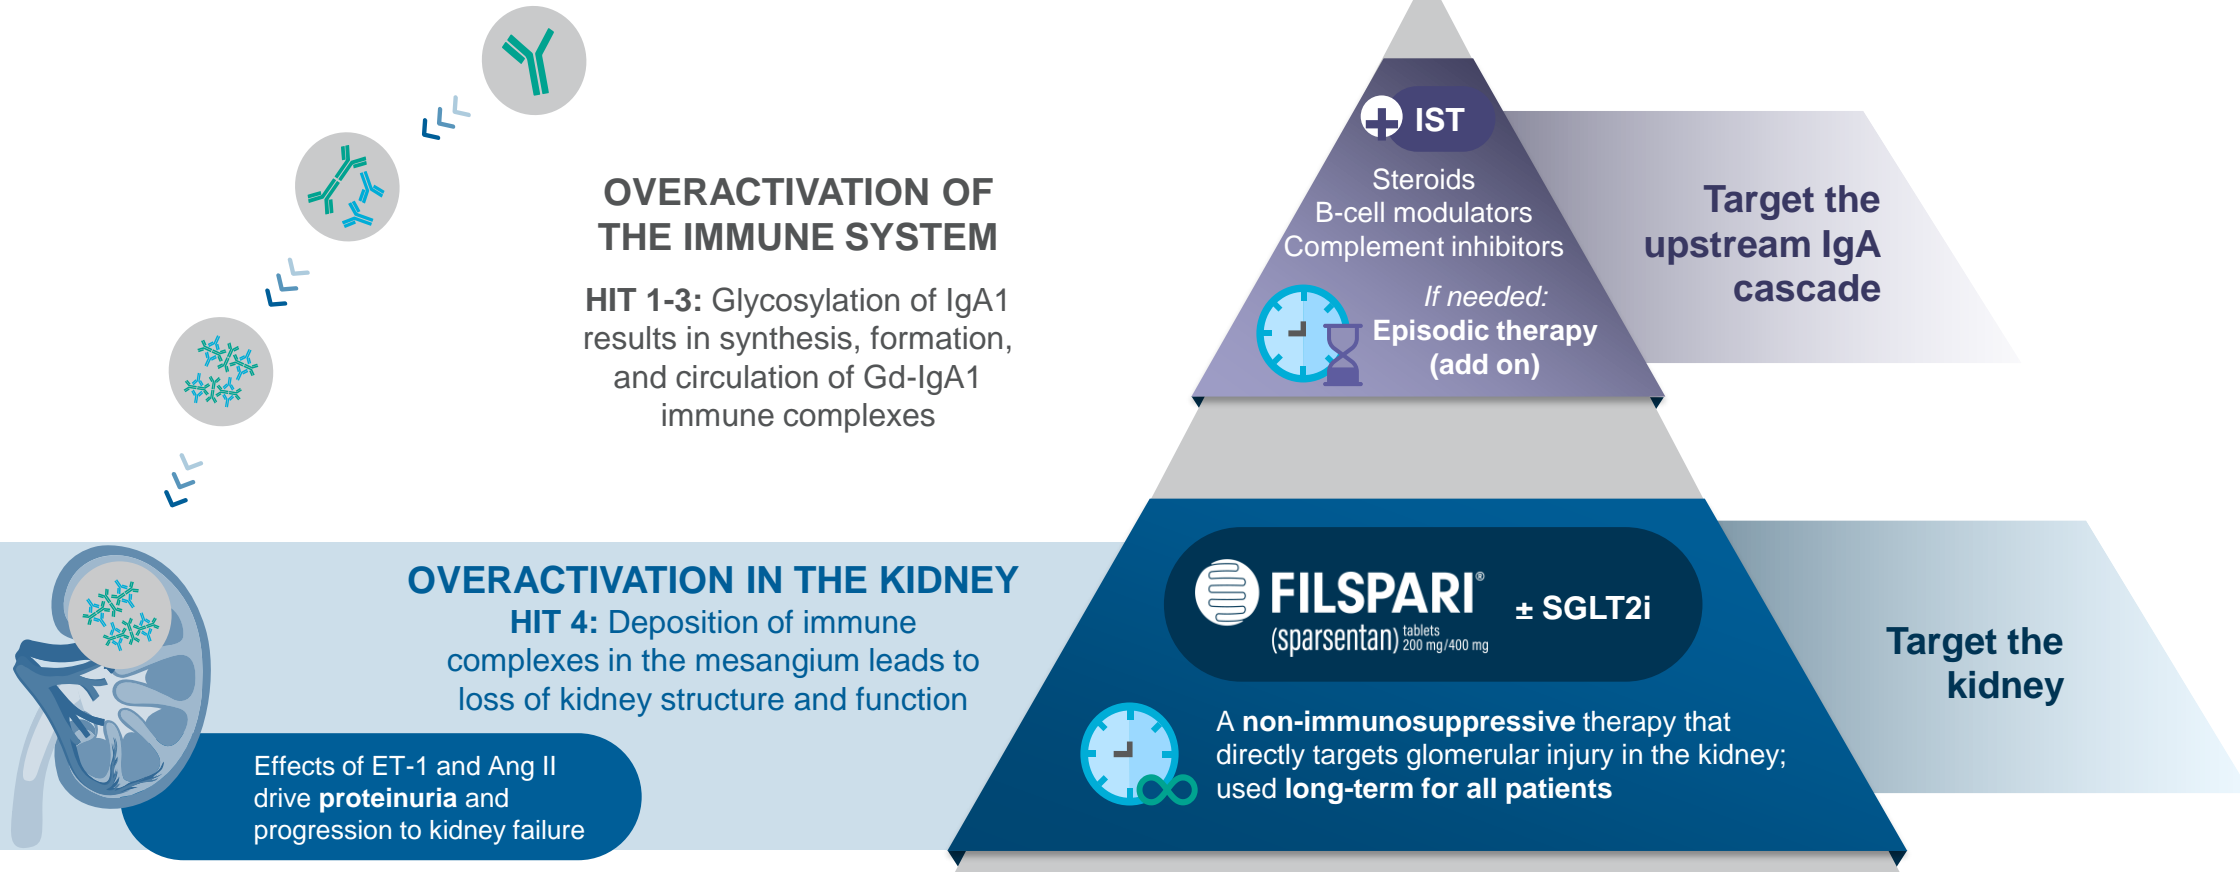 OVERACTIVATION OF
THE IMMUNE SYSTEM
HIT 1-3: Glycosylation of IgA1
results in synthesis, formation,
and circulation of Gd-IgA1
immune complexes
OVERACTIVATION IN THE KIDNEY
HIT 4: Deposition of immune
complexes in the mesangium leads to
loss of kidney structure and function
Effects of ET-1 and Ang II
drive proteinuria and
progression to kidney failure
IST
Steroids
B-cell modulators
Complement inhibitors
If needed:
Episodic therapy
(add on)
Target the
upstream IgA
cascade
FILSPARI®
(sparsentan) tablets
200 mg/400 mg
± SGLT2i
A non-immunosuppressive therapy that
directly targets glomerular injury in the kidney;
used long-term for all patients
Target the
kidney